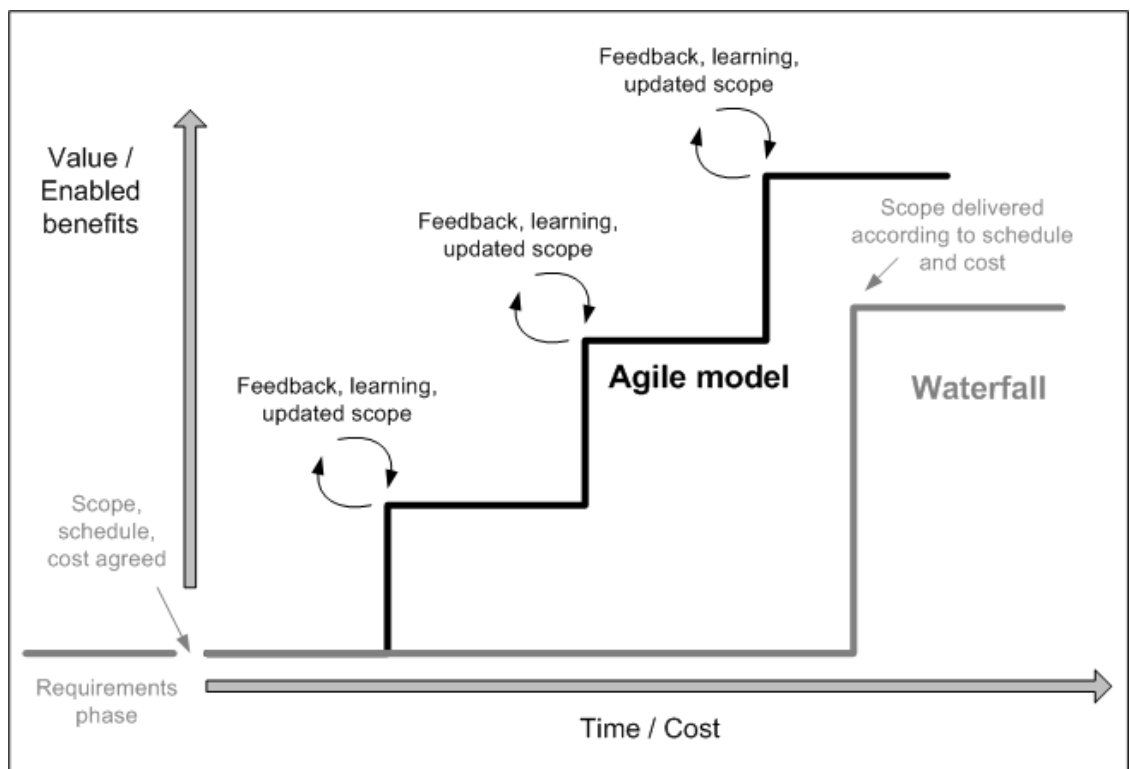 Feedback, learning,
updated scope
Value /
Enabled
benefits
Feedback, learning,
updated scope
Scope delivered
according to schedule
and cost
Agile model
Waterfall
Feedback, learning,
updated scope
Scope,
schedule,
cost agreed
Requirements
phase
Time / Cost